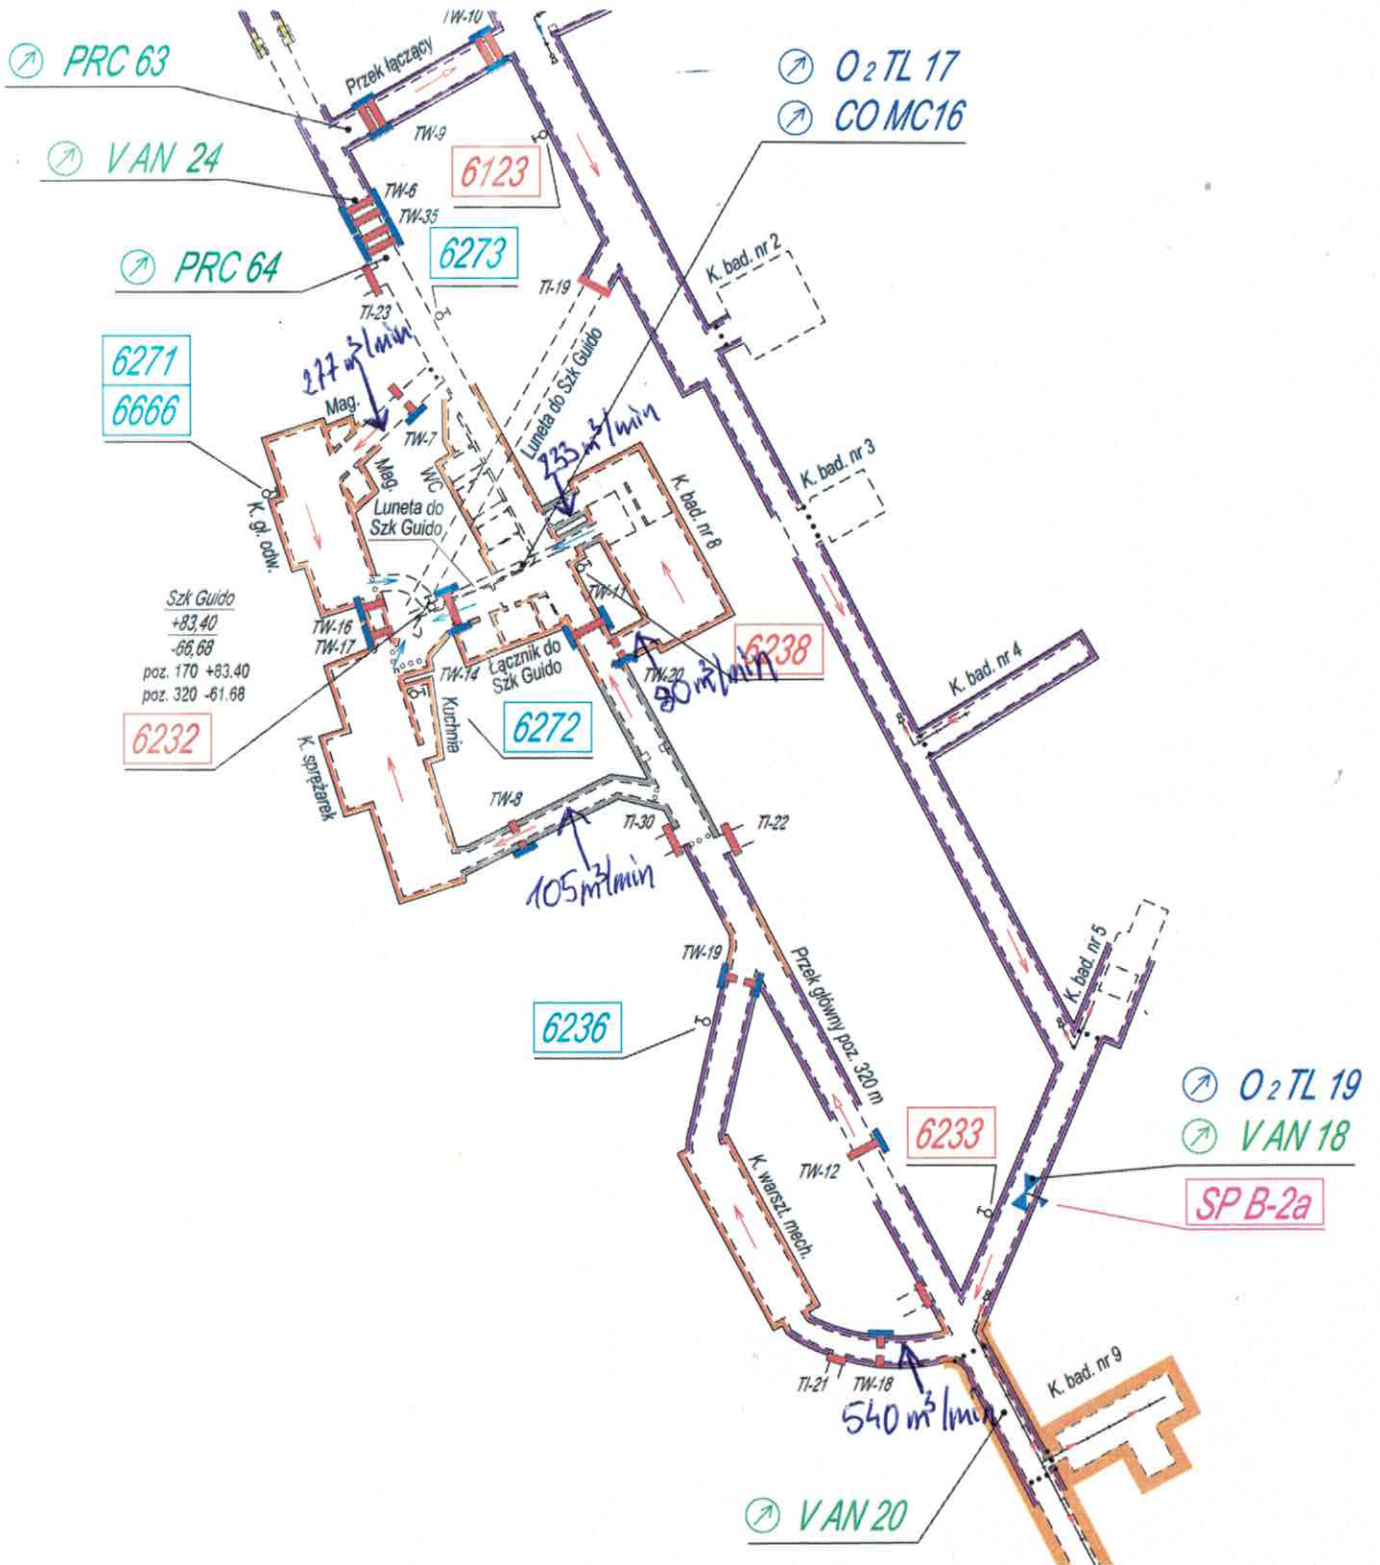 TW-10
PRC 63
Przek łączący
O₂ TL 17
CO MC16
V AN 24
TW-9
6123
TW-6
TW-35
6273
PRC 64
TI-19
K. bad. nr 2
TI-23
277 m³/min
6271
6666
Mag.
TW-7
Luneta do Szk Guido
233 m³/min
K. bad. nr 3
Mag.
WC
K. bad. nr 8
K. gł. odw.
Luneta do
Szk Guido
Szk Guido
+83,40
-66,68
poz. 170 +83.40
poz. 320 -61.68
TW-16
TW-17
TW-11
6238
TW-14
Łącznik do
Szk Guido
TW-20
K. bad. nr 4
6232
Kuchnia
6272
K. sprężarek
TW-8
TI-30
TI-22
105 m³/min
TW-19
Przek główny poz. 320 m
K. bad. nr 5
6236
O₂ TL 19
V AN 18
6233
TW-12
K. warszt. mech.
SP B-2a
TI-21
TW-18
540 m³/min
K. bad. nr 9
V AN 20